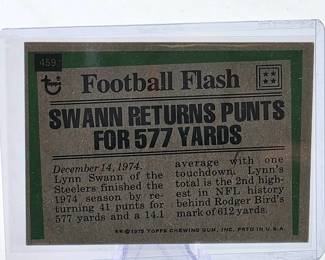 459
Football Flash
SWANN RETURNS PUNTS
FOR 577 YARDS
December 14, 1974.
Lynn Swann of the
Steelers finished the
1974 season by re-
turning 41 punts for
577 yards and a 14.1
average with one
touchdown. Lynn's
total is the 2nd high-
est in NFL history
behind Rodger Bird's
mark of 612 yards.
©1975 TOPPS CHEWING GUM, INC. PRTD IN U.S.A.